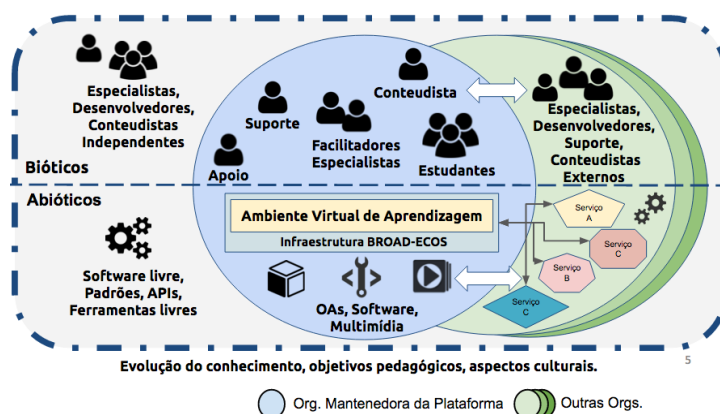 Especialistas,
Desenvolvedores,
Conteudistas
Independentes
Bióticos
Suporte
Apoio
Conteudista
Facilitadores
Especialistas
Estudantes
Especialistas,
Desenvolvedores,
Suporte,
Conteudistas
Externos
Abióticos
Software livre,
Padrões, APIs,
Ferramentas livres
Ambiente Virtual de Aprendizagem
Infraestrutura BROAD-ECOS
OAs, Software,
Multimídia
Serviço
A
Serviço
C
Serviço
B
Serviço
C
Evolução do conhecimento, objetivos pedagógicos, aspectos culturais.
5
Org. Mantenedora da Plataforma
Outras Orgs.